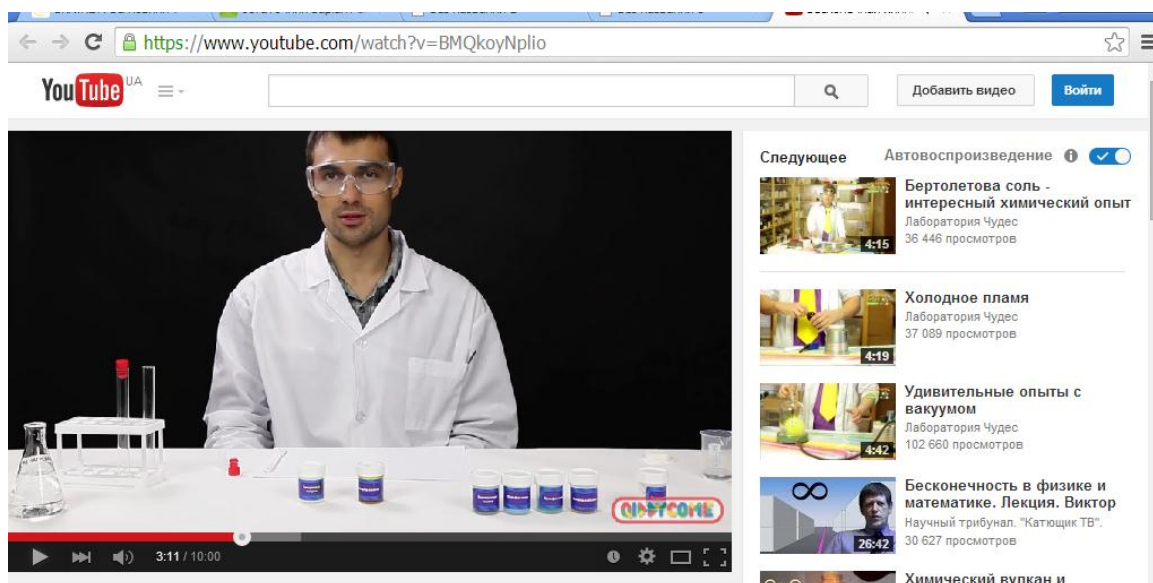 https://www.youtube.com/watch?v=BMQkoyNplio
YouTube UA
Добавить видео
Войти
QIDDYCOME
3:11 / 10:00
Следующее
Автовоспроизведение
Бертолетова соль -
интересный химический опыт
Лаборатория Чудес
36 446 просмотров
4:15
Холодное пламя
Лаборатория Чудес
37 089 просмотров
4:19
Удивительные опыты с
вакуумом
Лаборатория Чудес
102 660 просмотров
4:42
Бесконечность в физике и
математике. Лекция. Виктор
Научный трибунал. "Катющик ТВ".
30 627 просмотров
26:42
Химический вулкан и